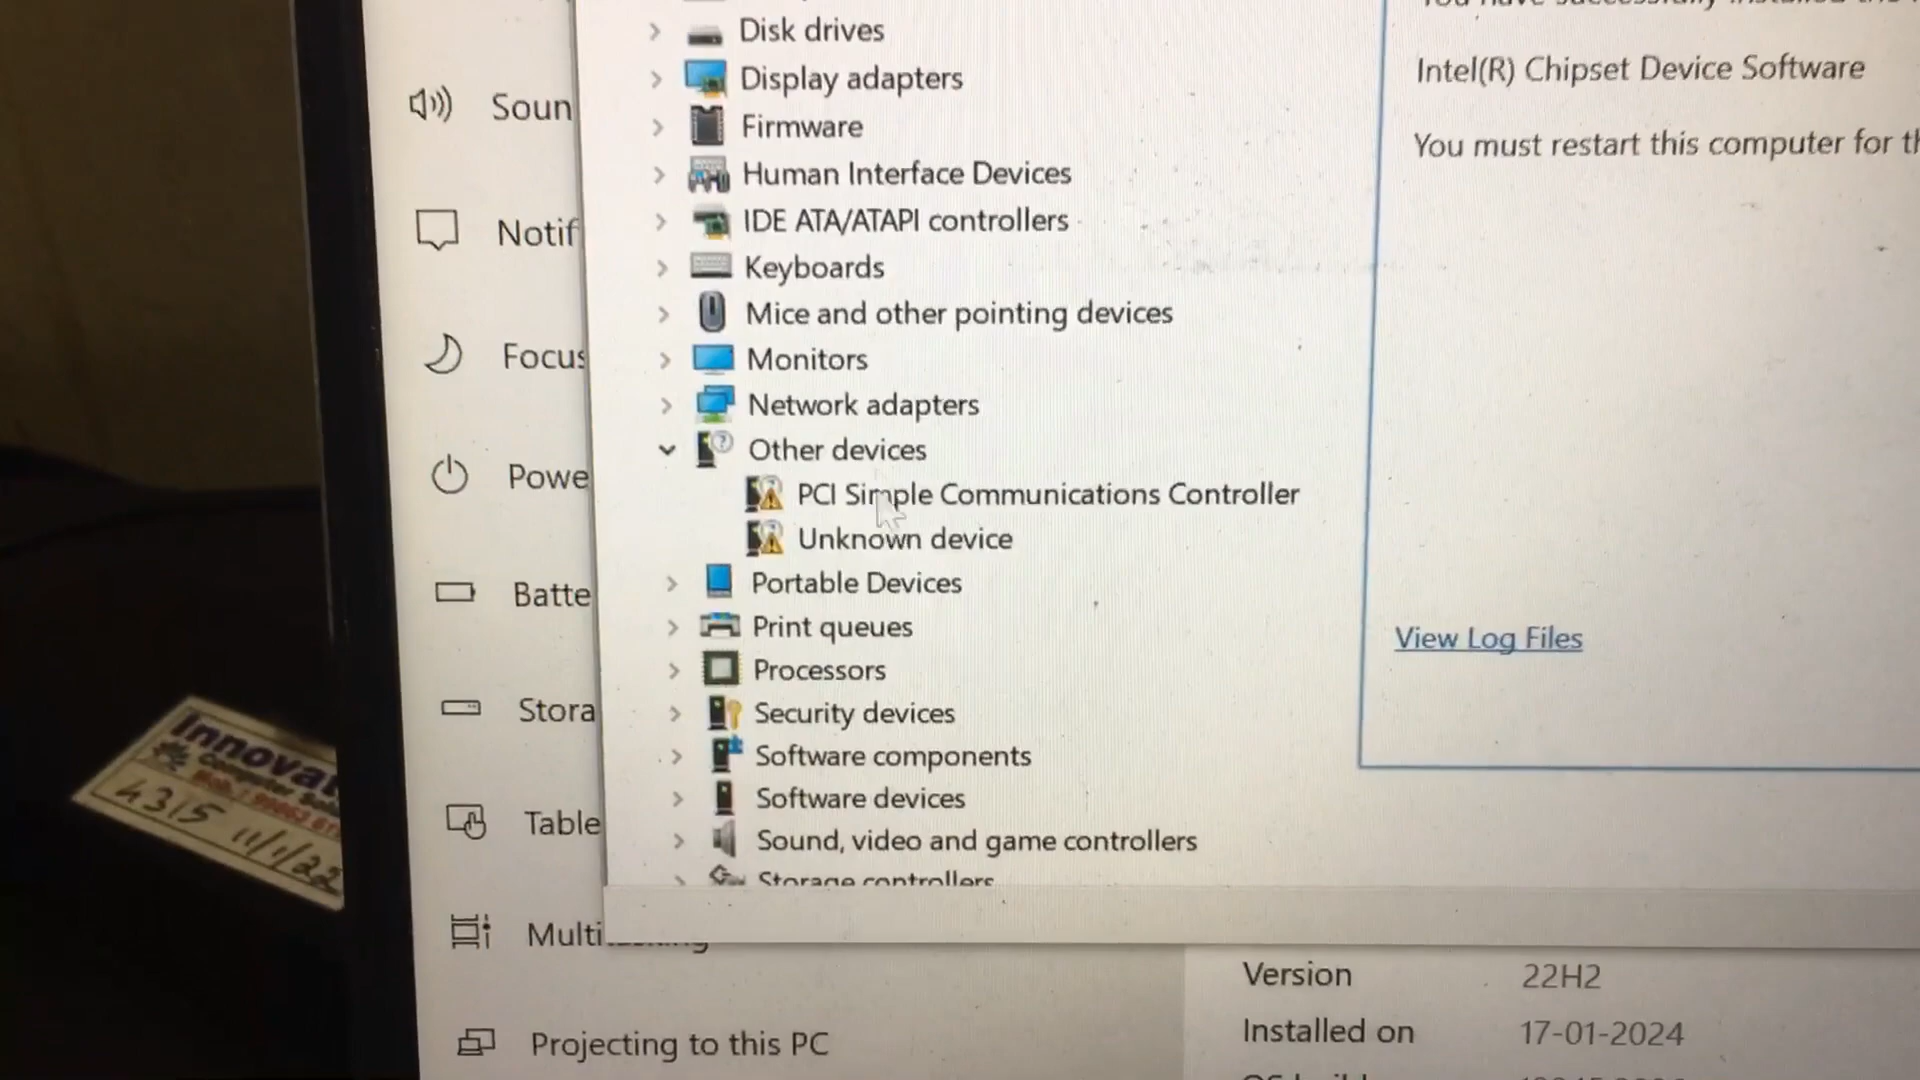 Disk drives
Display adapters
Firmware
Human Interface Devices
IDE ATA/ATAPI controllers
Keyboards
Mice and other pointing devices
Monitors
Network adapters
Other devices
PCI Simple Communications Controller
Unknown device
Portable Devices
Print queues
Processors
Security devices
Software components
Software devices
Sound, video and game controllers
Storage controllers
Soun
Notif
Focus
Powe
Batte
Stora
Table
Multi
Projecting to this PC
Intel(R) Chipset Device Software
You must restart this computer for th
View Log Files
Version 22H2
Installed on 17-01-2024
Innova
Computer
4315 11/1/22